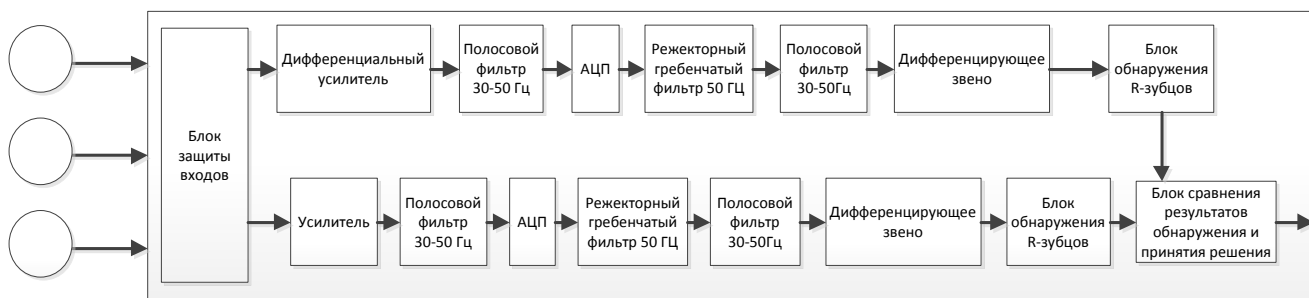 Блок
защиты
входов
Дифференциальный
усилитель
Полосовой
фильтр
30-50 Гц
АЦП
Режекторный
гребенчатый
фильтр 50 ГЦ
Полосовой
фильтр
30-50Гц
Дифференцирующее
звено
Блок
обнаружения
R-зубцов
Усилитель
Полосовой
фильтр
30-50 Гц
АЦП
Режекторный
гребенчатый
фильтр 50 ГЦ
Полосовой
фильтр
30-50Гц
Дифференцирующее
звено
Блок
обнаружения
R-зубцов
Блок сравнения
результатов
обнаружения и
принятия решения